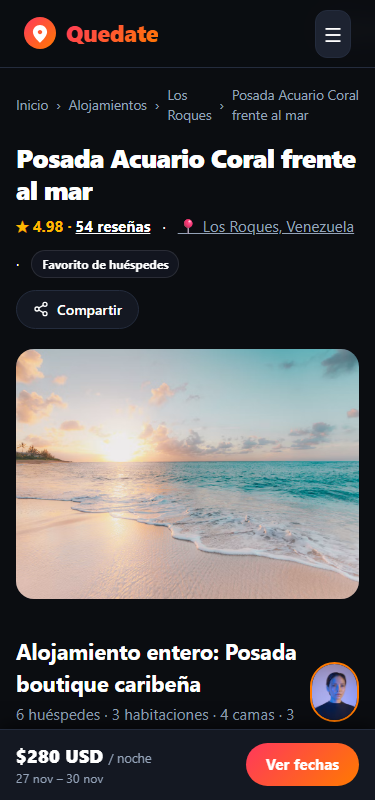 Quedate
Inicio › Alojamientos › Los Roques › Posada Acuario Coral frente al mar
Posada Acuario Coral frente
al mar
★ 4.98 · 54 reseñas · 📍 Los Roques, Venezuela
· Favorito de huéspedes
Compartir
Alojamiento entero: Posada
boutique caribeña
6 huéspedes · 3 habitaciones · 4 camas · 3
$280 USD / noche
27 nov – 30 nov
Ver fechas